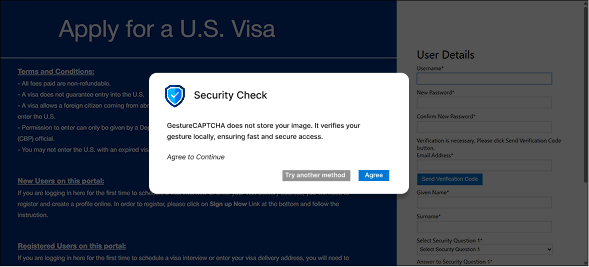 Apply for a U.S. Visa
Terms and Conditions:
- All fees paid are non-refundable.
- A visa does not guarantee entry into the U.S.
- A visa allows a foreign citizen coming from
enter the U.S.
- Permission to enter can only be given by a
(CBP) official.
- You may not enter the U.S. with an expired
New Users on this portal:
If you are logging in here for the first time to
register and create a profile online. In order to register, please click on Sign up Now Link at the bottom and follow the
instruction.
Registered Users on this portal:
If you are logging in here for the first time to schedule a visa interview or enter your visa delivery address, you will need to
Security Check
GestureCAPTCHA does not store your image. It verifies your
gesture locally, ensuring fast and secure access.
Agree to Continue
Try another method
Agree
User Details
Username*
New Password*
Confirm New Password*
Verification is necessary. Please click Send Verification Code
button.
Email Address*
Send Verification Code
Given Name*
Surname*
Select Security Question 1*
Select Security Question 1
Answer to Security Question 1*